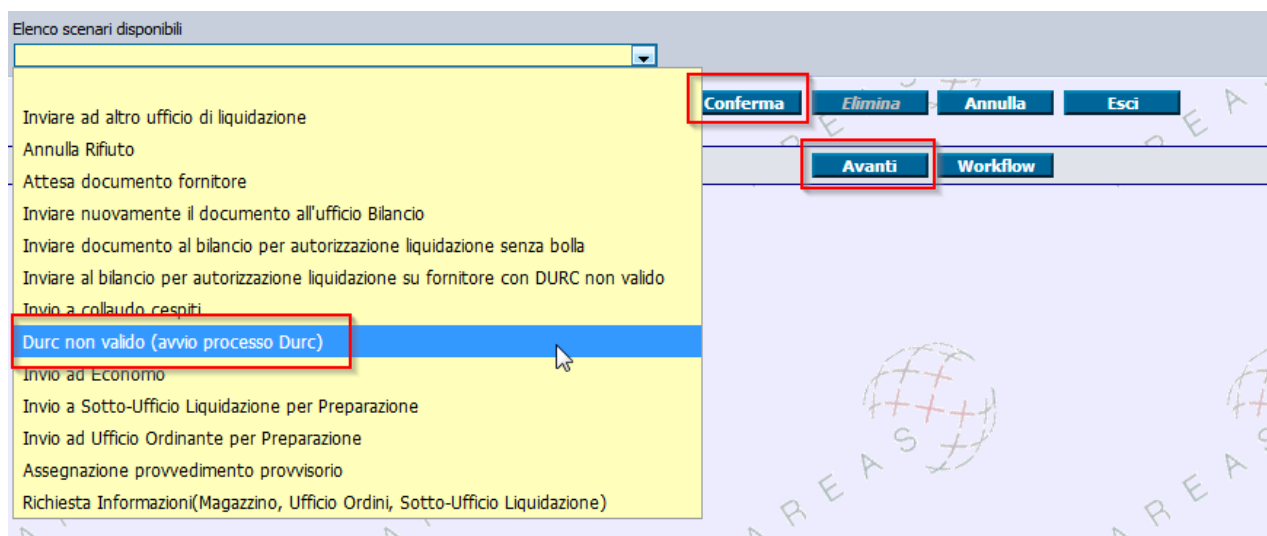 Elenco scenari disponibili
Conferma Elimina Annulla Esci
Avanti Workflow
Inviare ad altro ufficio di liquidazione
Annulla Rifiuto
Attesa documento fornitore
Inviare nuovamente il documento all'ufficio Bilancio
Inviare documento al bilancio per autorizzazione liquidazione senza bolla
Inviare al bilancio per autorizzazione liquidazione su fornitore con DURC non valido
Invio a collaudo cespiti
Durc non valido (avvio processo Durc)
Invio ad Economo
Invio a Sotto-Ufficio Liquidazione per Preparazione
Invio ad Ufficio Ordinante per Preparazione
Assegnazione provvedimento provvisorio
Richiesta Informazioni(Magazzino, Ufficio Ordini, Sotto-Ufficio Liquidazione)
AREAS